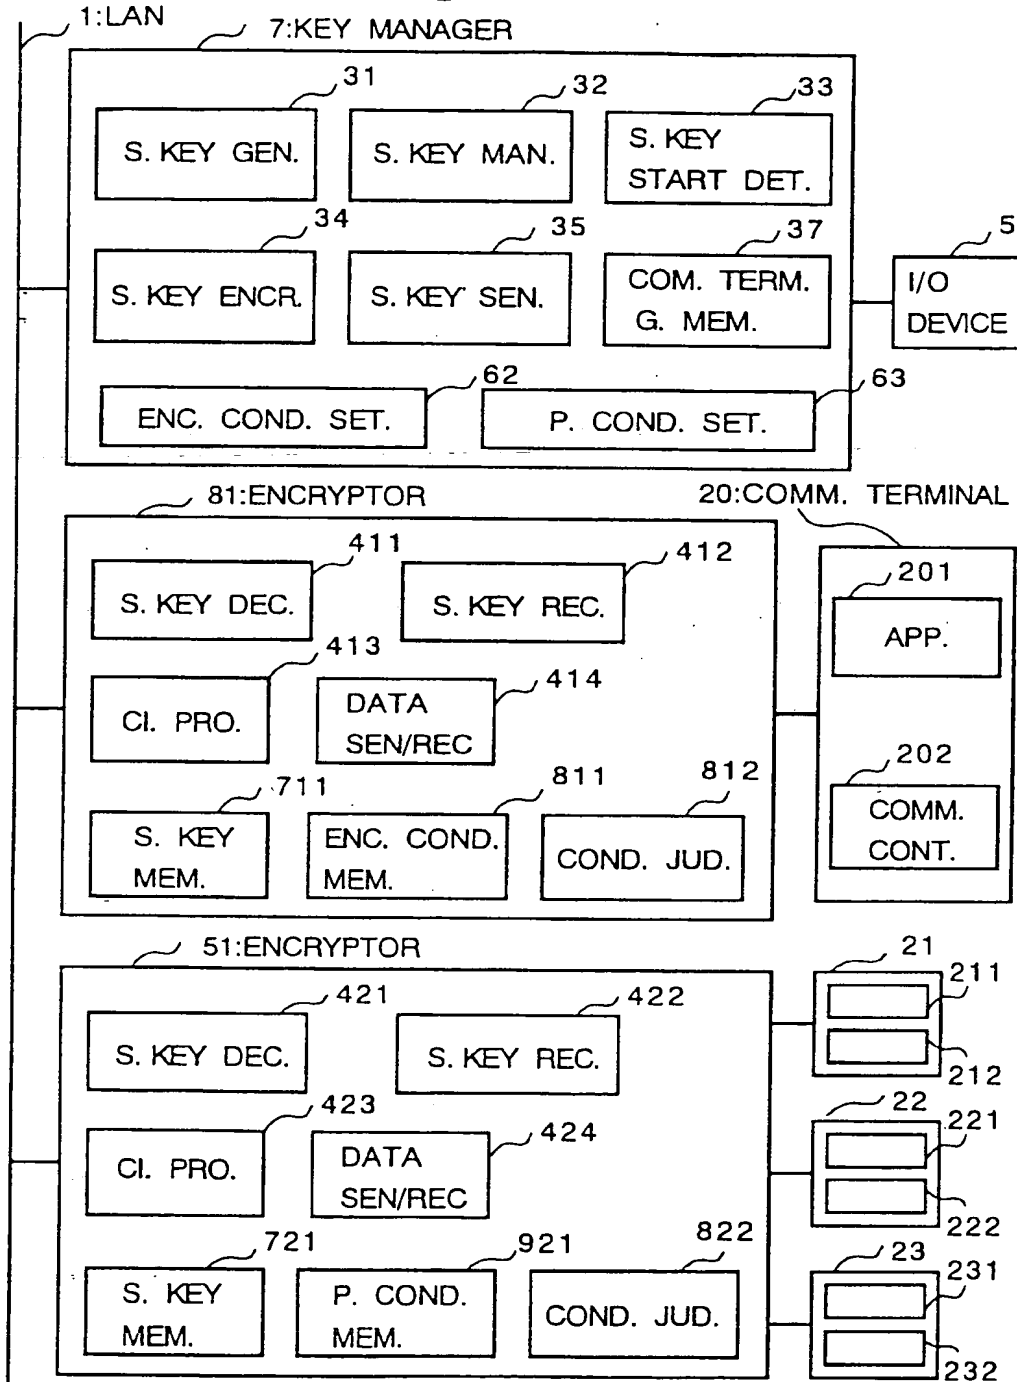 1:LAN
7:KEY MANAGER
31
32
33
S. KEY GEN.
S. KEY MAN.
S. KEY
START DET.
34
35
37
5
S. KEY ENCR.
S. KEY SEN.
COM. TERM.
G. MEM.
I/O
DEVICE
62
63
ENC. COND. SET.
P. COND. SET.
81:ENCRYPTOR
20:COMM. TERMINAL
411
412
201
S. KEY DEC.
S. KEY REC.
APP.
413
414
CI. PRO.
DATA
SEN/REC
202
711
811
812
COMM.
CONT.
S. KEY
MEM.
ENC. COND.
MEM.
COND. JUD.
51:ENCRYPTOR
21
211
421
422
S. KEY DEC.
S. KEY REC.
212
423
424
22
221
CI. PRO.
DATA
SEN/REC
222
721
921
822
23
231
S. KEY
MEM.
P. COND.
MEM.
COND. JUD.
232